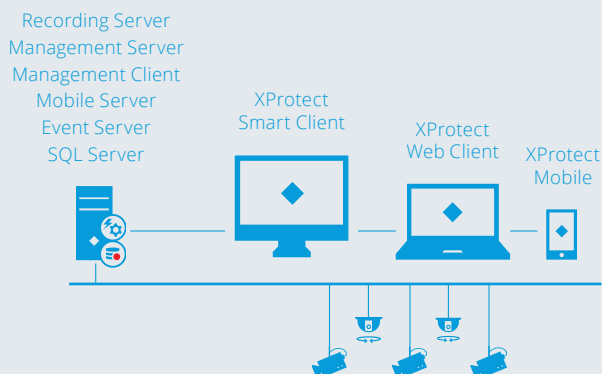 Recording Server
Management Server
Management Client
Mobile Server
Event Server
SQL Server
XProtect
Smart Client
XProtect
Web Client
XProtect
Mobile